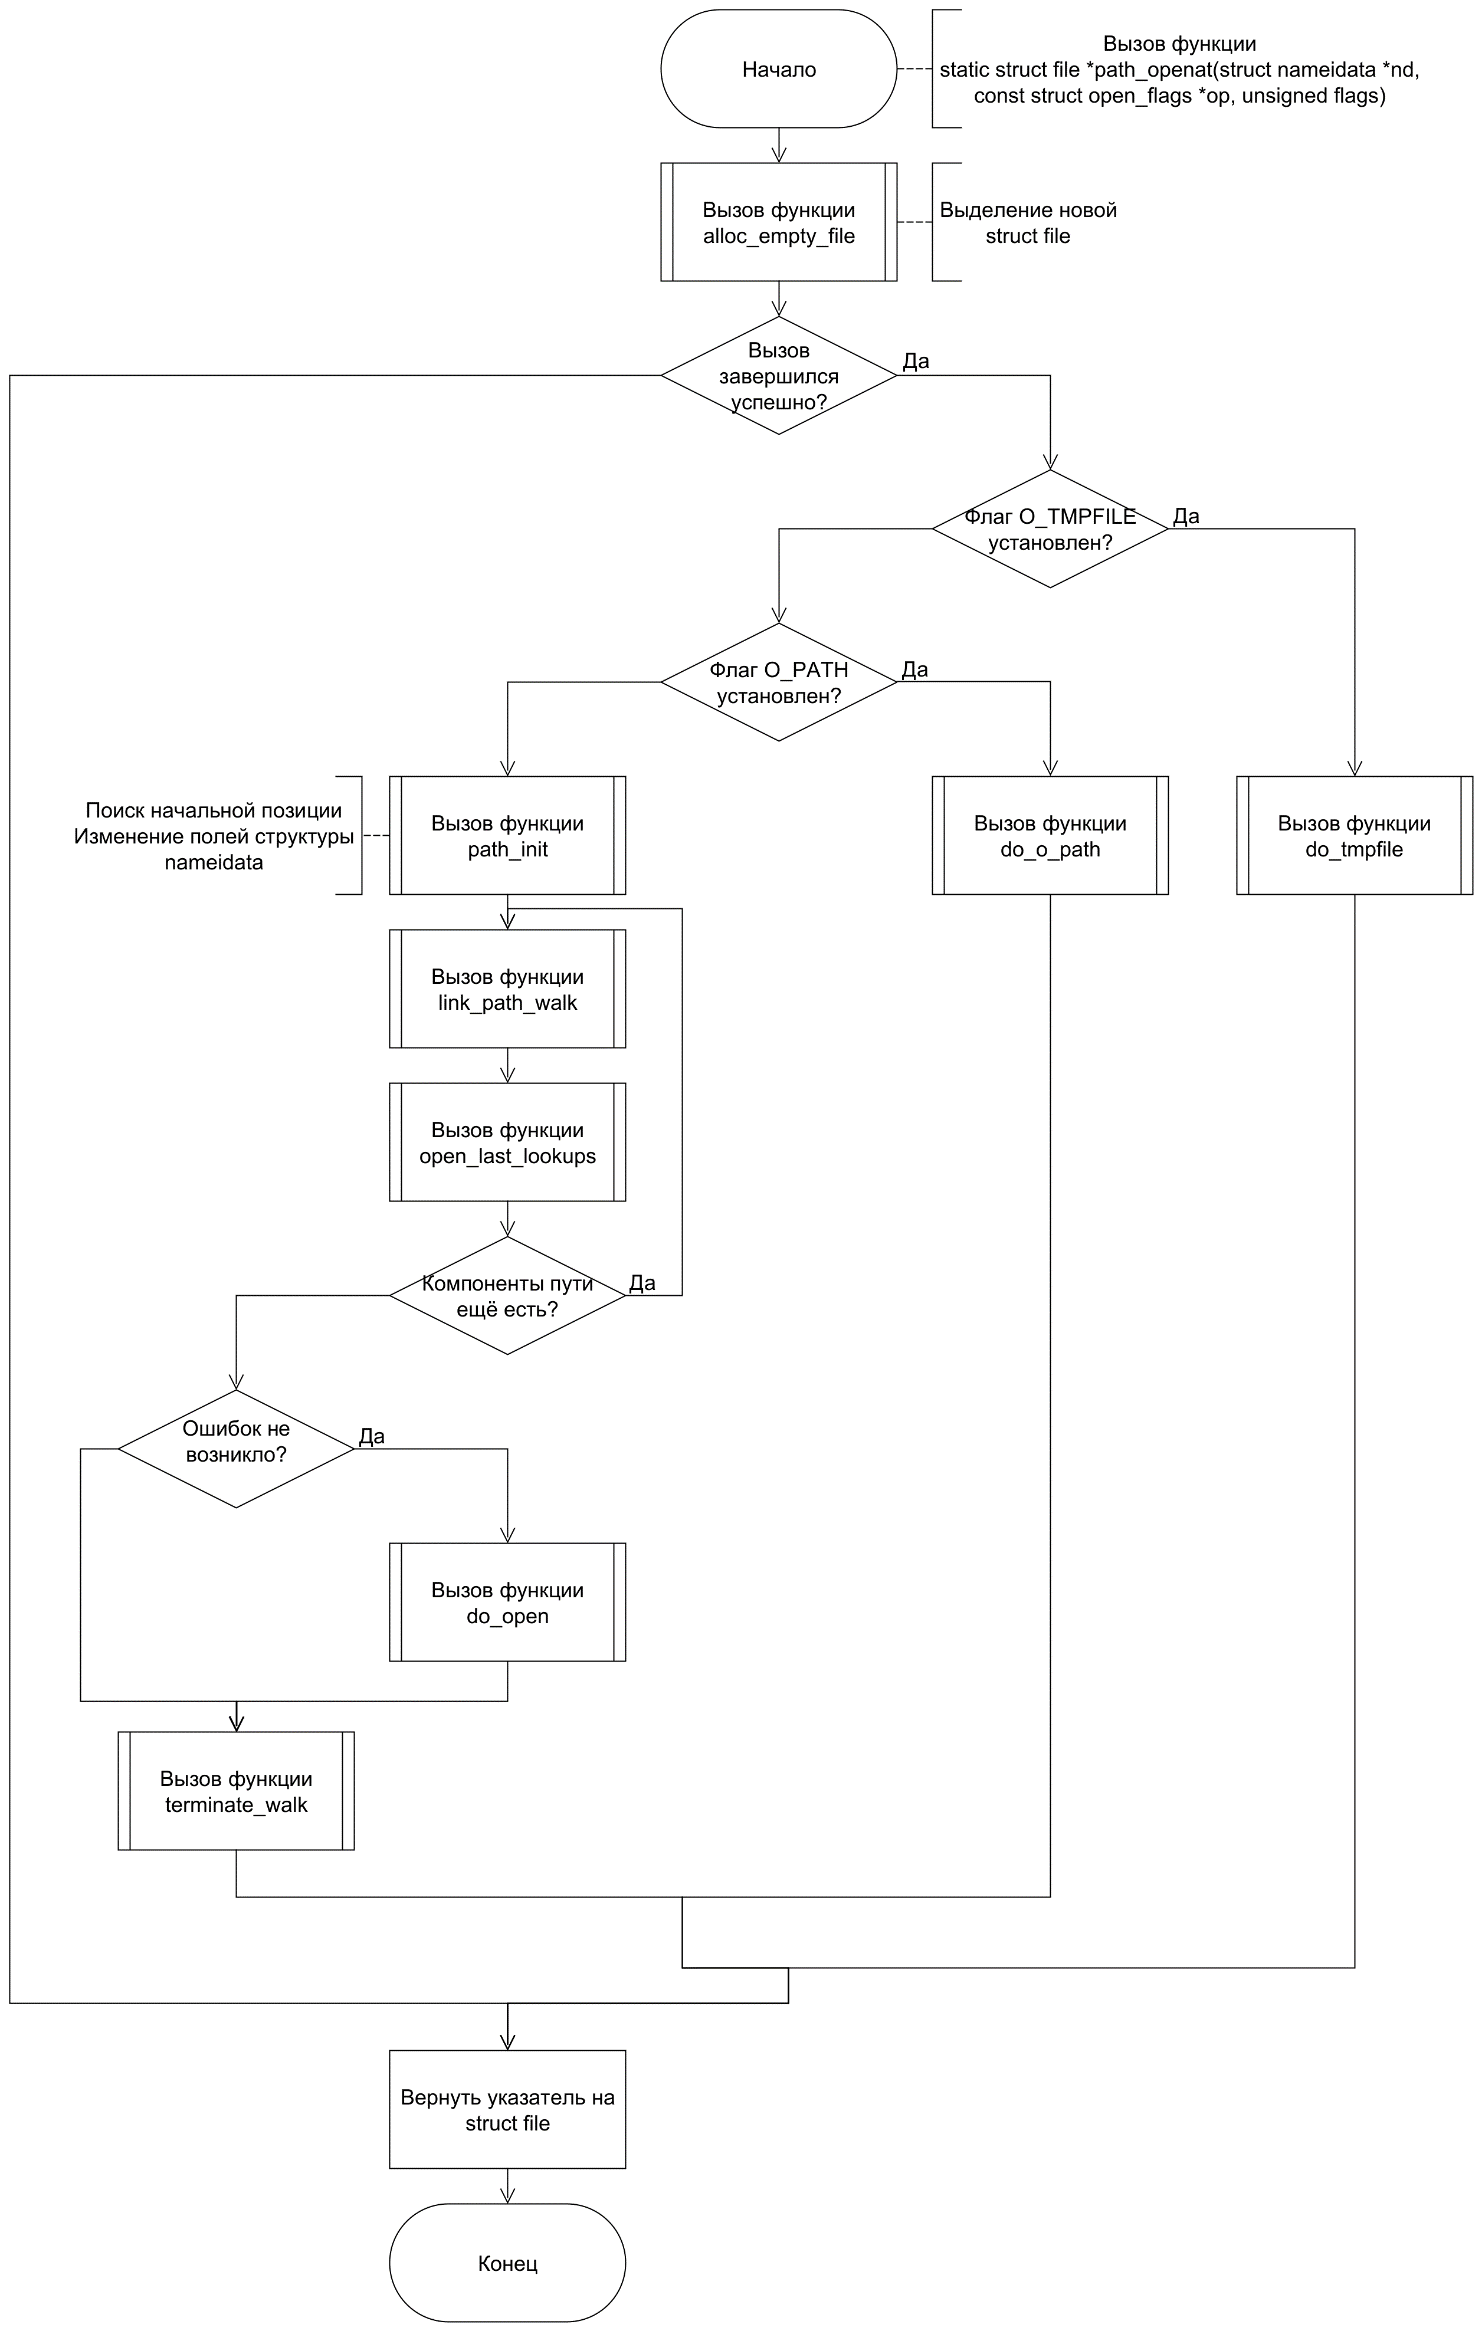 Начало
Вызов функции
static struct file *path_openat(struct nameidata *nd,
const struct open_flags *op, unsigned flags)
Вызов функции
alloc_empty_file
Выделение новой
struct file
Вызов
завершился
успешно?
Да
Флаг O_TMPFILE
установлен?
Да
Флаг O_PATH
установлен?
Да
Поиск начальной позиции
Изменение полей структуры
nameidata
Вызов функции
path_init
Вызов функции
do_o_path
Вызов функции
do_tmpfile
Вызов функции
link_path_walk
Вызов функции
open_last_lookups
Компоненты пути
ещё есть?
Да
Ошибок не
возникло?
Да
Вызов функции
do_open
Вызов функции
terminate_walk
Вернуть указатель на
struct file
Конец